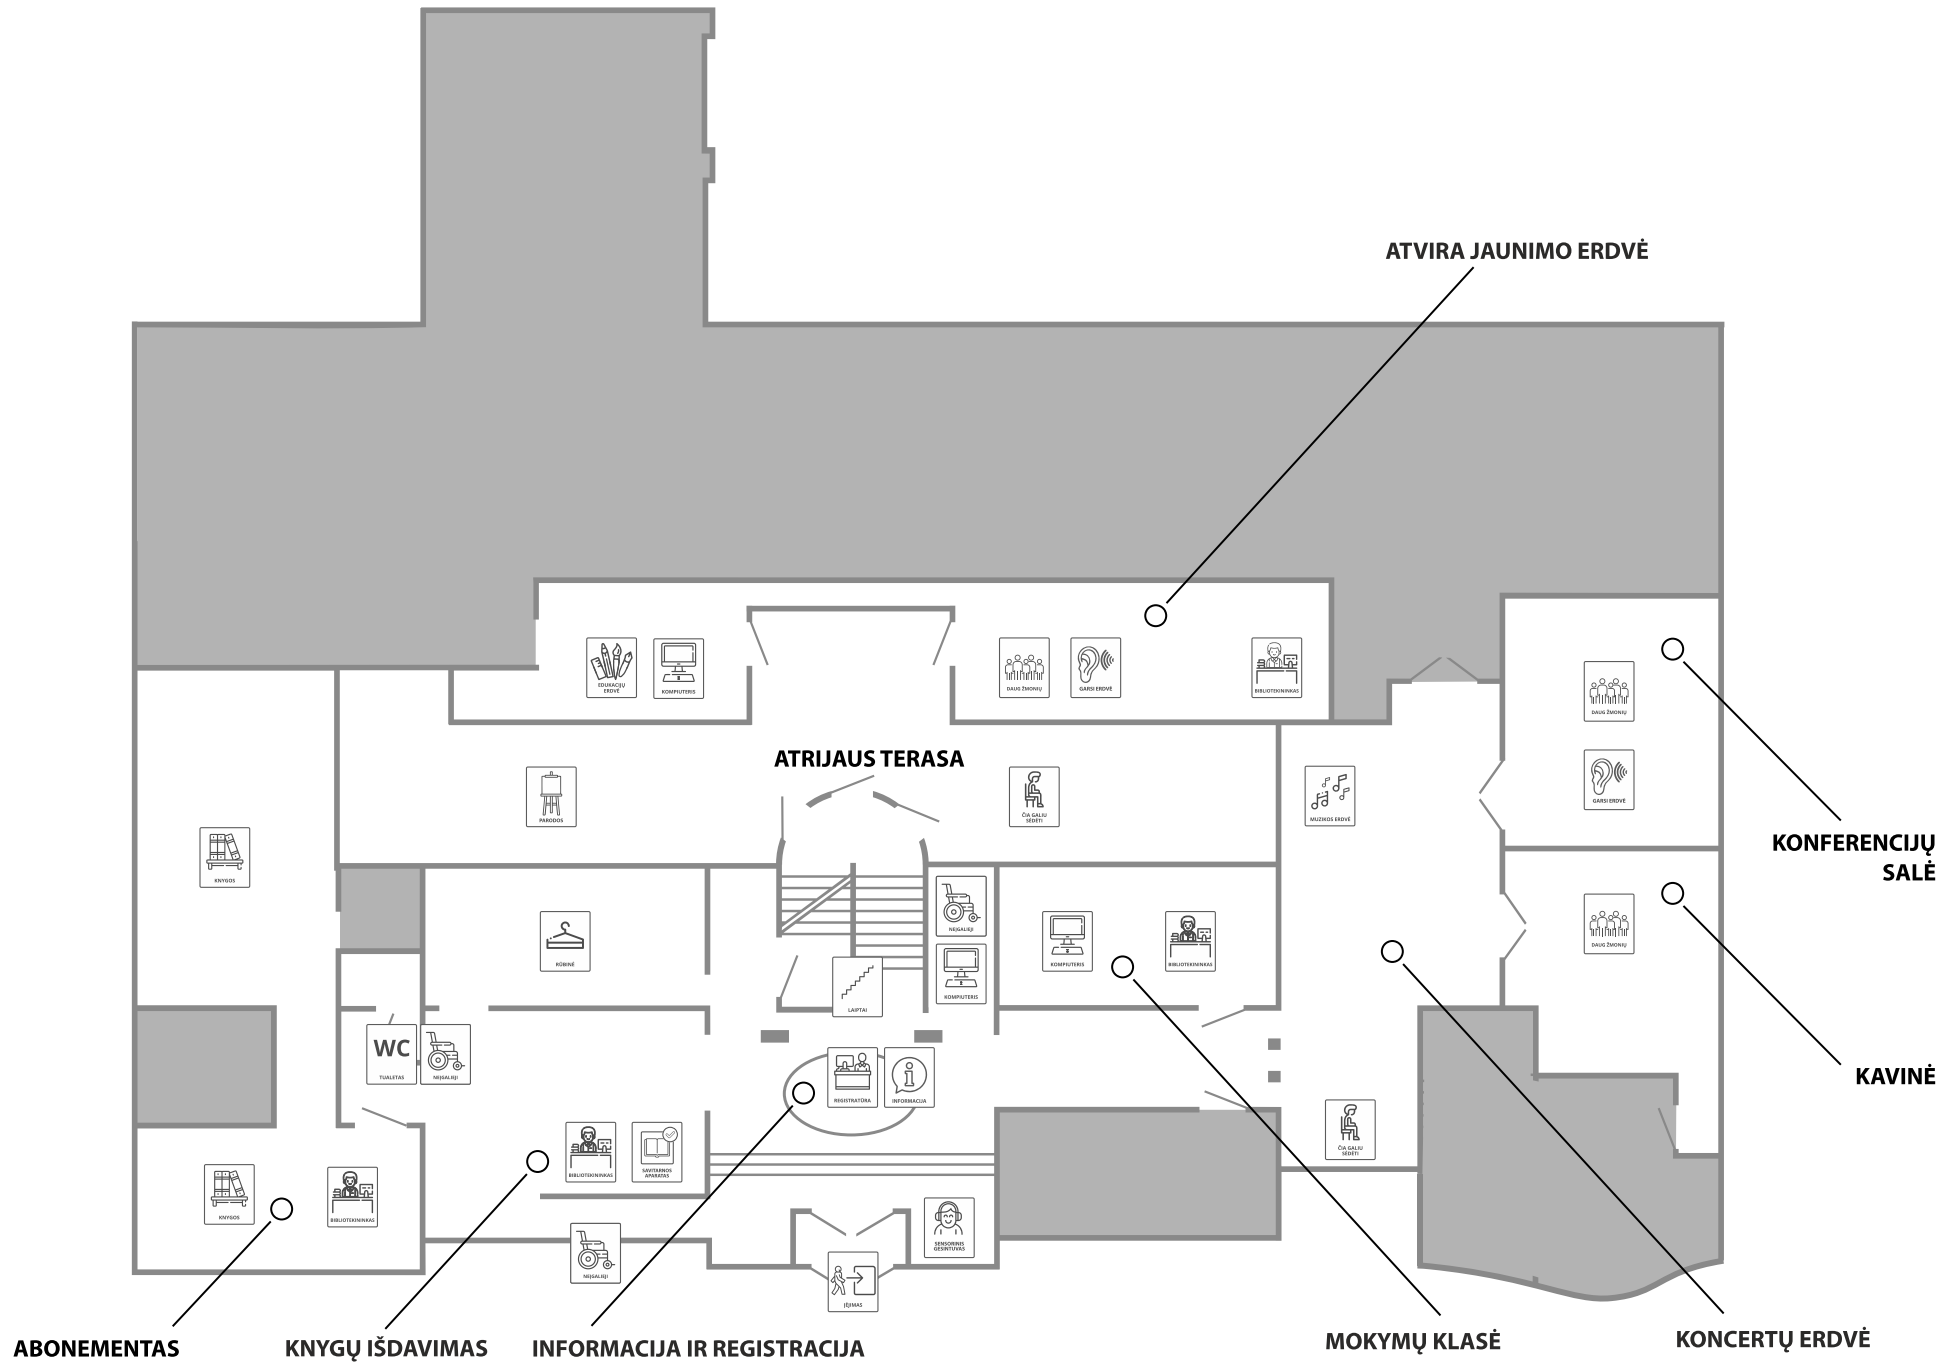 ATVIRA JAUNIMO ERDVĖ
EDUKACIJŲ
ERDVĖ
KOMPIUTERIS
DAUG ŽMONIŲ
GARSI ERDVĖ
BIBLIOTEKININKAS
DAUG ŽMONIŲ
ATRIJAUS TERASA
PARODOS
ČIA GALIU
SĖDĖTI
MUZIKOS ERDVĖ
GARSI ERDVĖ
KONFERENCIJŲ
SALĖ
KNYGOS
RŪBINĖ
NEĮGALIEJI
KOMPIUTERIS
KOMPIUTERIS
BIBLIOTEKININKAS
DAUG ŽMONIŲ
LAIPTAI
WC
TUALETAS
NEĮGALIEJI
REGISTRATŪRA
INFORMACIJA
KAVINĖ
BIBLIOTEKININKAS
SAVITARNOS
APARATAS
ČIA GALIU
SĖDĖTI
KNYGOS
BIBLIOTEKININKAS
SENSORINIS
GESINTUVAS
NEĮGALIEJI
ĮĖJIMAS
ABONEMENTAS
KNYGŲ IŠDAVIMAS
INFORMACIJA IR REGISTRACIJA
MOKYMŲ KLASĖ
KONCERTŲ ERDVĖ